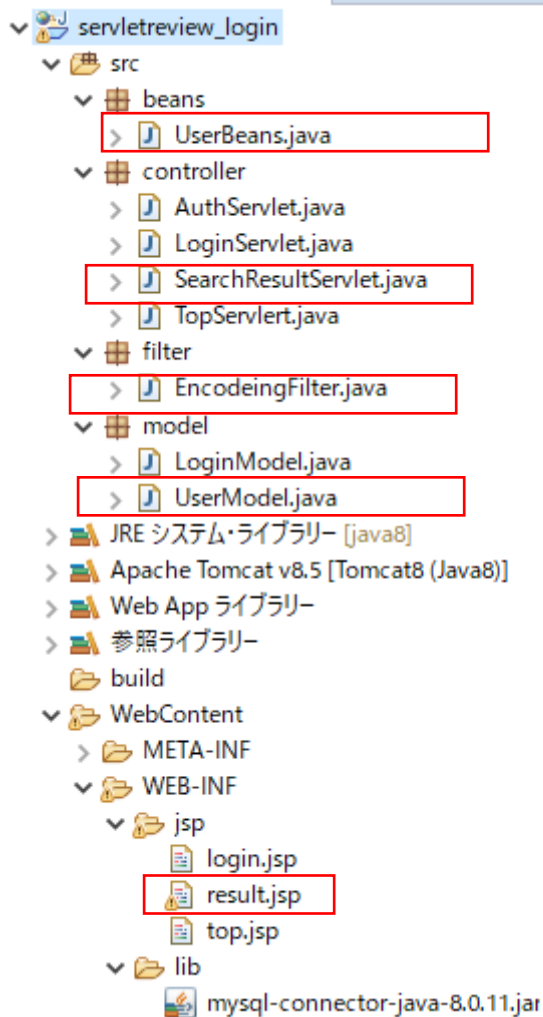 servletreview_login
src
beans
UserBeans.java
controller
AuthServlet.java
LoginServlet.java
SearchResultServlet.java
TopServlert.java
filter
EncodeingFilter.java
model
LoginModel.java
UserModel.java
JRE システム・ライブラリー [java8]
Apache Tomcat v8.5 [Tomcat8 (Java8)]
Web App ライブラリー
参照ライブラリー
build
WebContent
META-INF
WEB-INF
jsp
login.jsp
result.jsp
top.jsp
lib
mysql-connector-java-8.0.11.jar